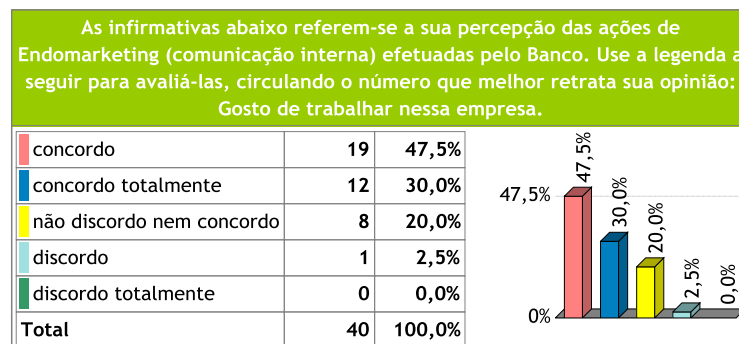 As infirmativas abaixo referem-se a sua percepção das ações de
Endomarketing (comunicação interna) efetuadas pelo Banco. Use a legenda a
seguir para avaliá-las, circulando o número que melhor retrata sua opinião:
Gosto de trabalhar nessa empresa.
concordo 19 47,5%
concordo totalmente 12 30,0%
não discordo nem concordo 8 20,0%
discordo 1 2,5%
discordo totalmente 0 0,0%
Total 40 100,0%
47,5%
0%
47,5%
30,0%
20,0%
2,5%
0,0%